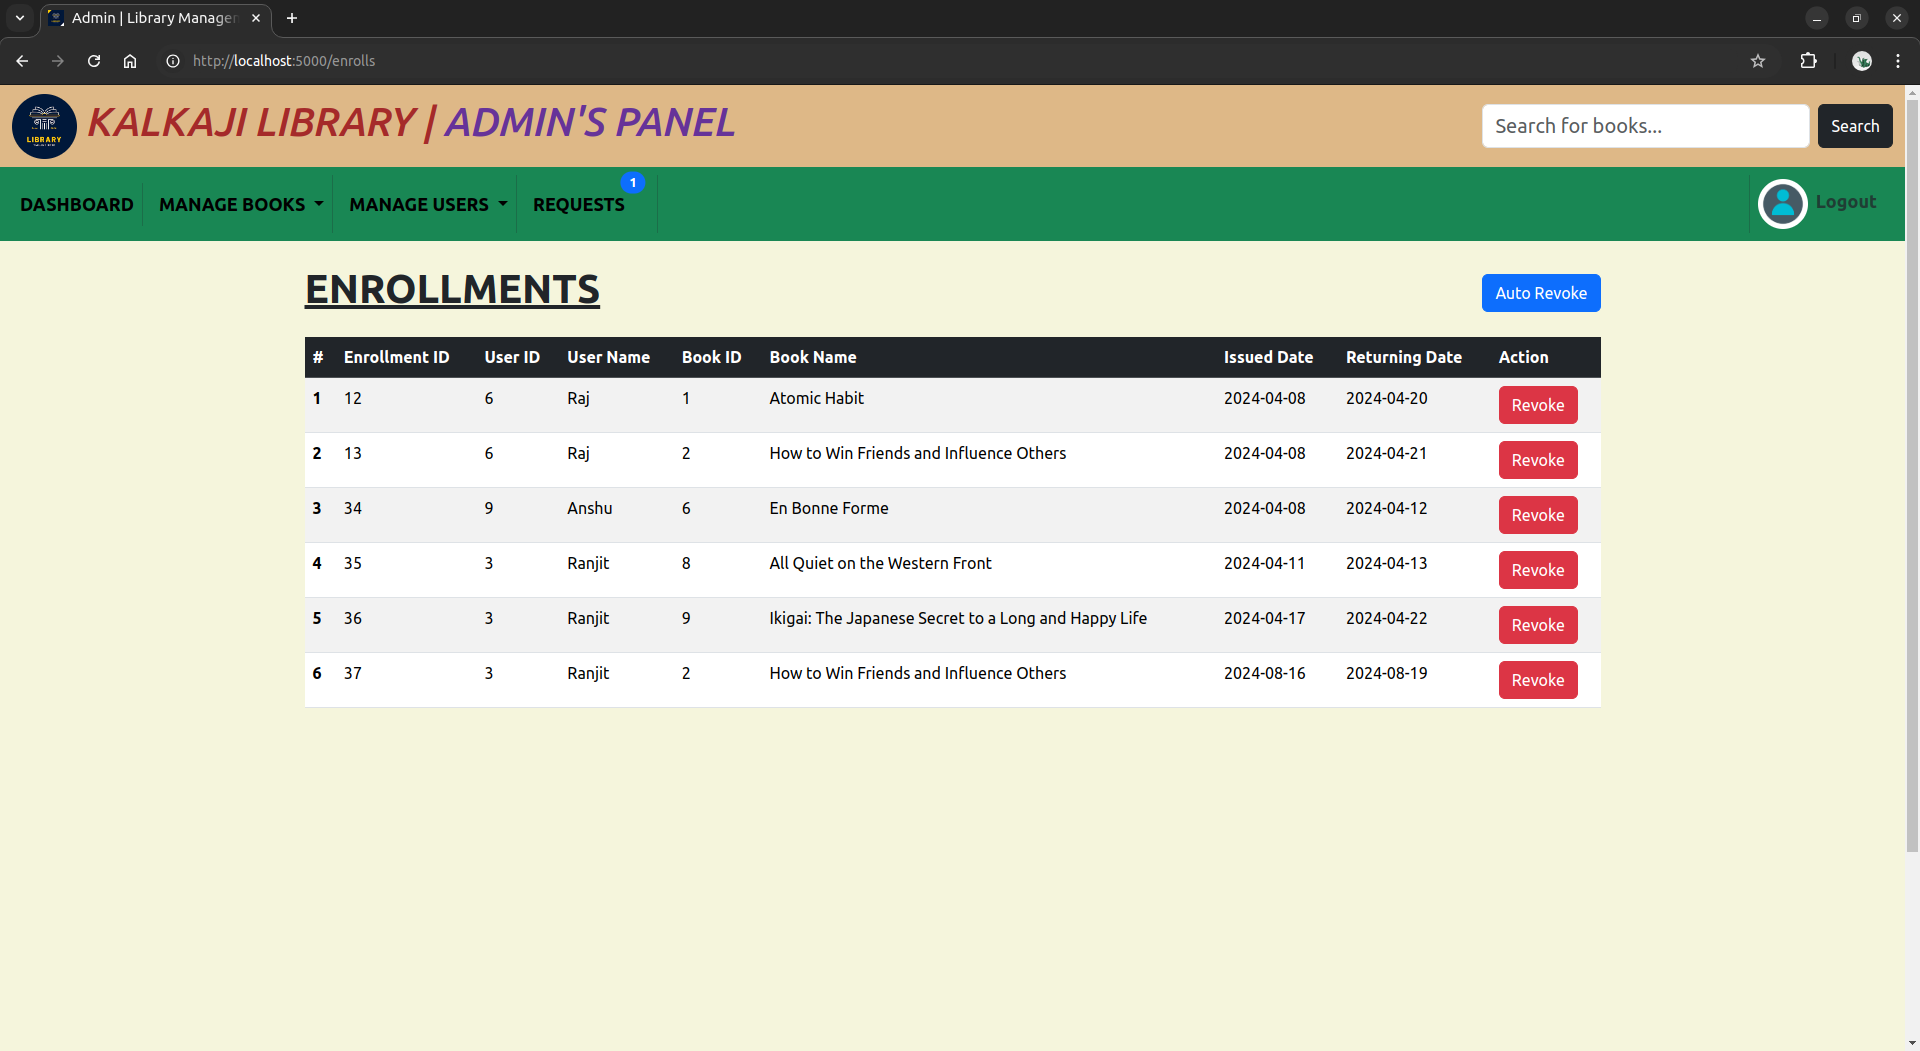 Admin | Library Manager
http://localhost:5000/enrolls
LIBRARY
KALKAJI LIBRARY | ADMIN'S PANEL
Search for books...
Search
DASHBOARD
MANAGE BOOKS
MANAGE USERS
REQUESTS
1
Logout
ENROLLMENTS
Auto Revoke
# Enrollment ID User ID User Name Book ID Book Name Issued Date Returning Date Action
1 12 6 Raj 1 Atomic Habit 2024-04-08 2024-04-20 Revoke
2 13 6 Raj 2 How to Win Friends and Influence Others 2024-04-08 2024-04-21 Revoke
3 34 9 Anshu 6 En Bonne Forme 2024-04-08 2024-04-12 Revoke
4 35 3 Ranjit 8 All Quiet on the Western Front 2024-04-11 2024-04-13 Revoke
5 36 3 Ranjit 9 Ikigai: The Japanese Secret to a Long and Happy Life 2024-04-17 2024-04-22 Revoke
6 37 3 Ranjit 2 How to Win Friends and Influence Others 2024-08-16 2024-08-19 Revoke